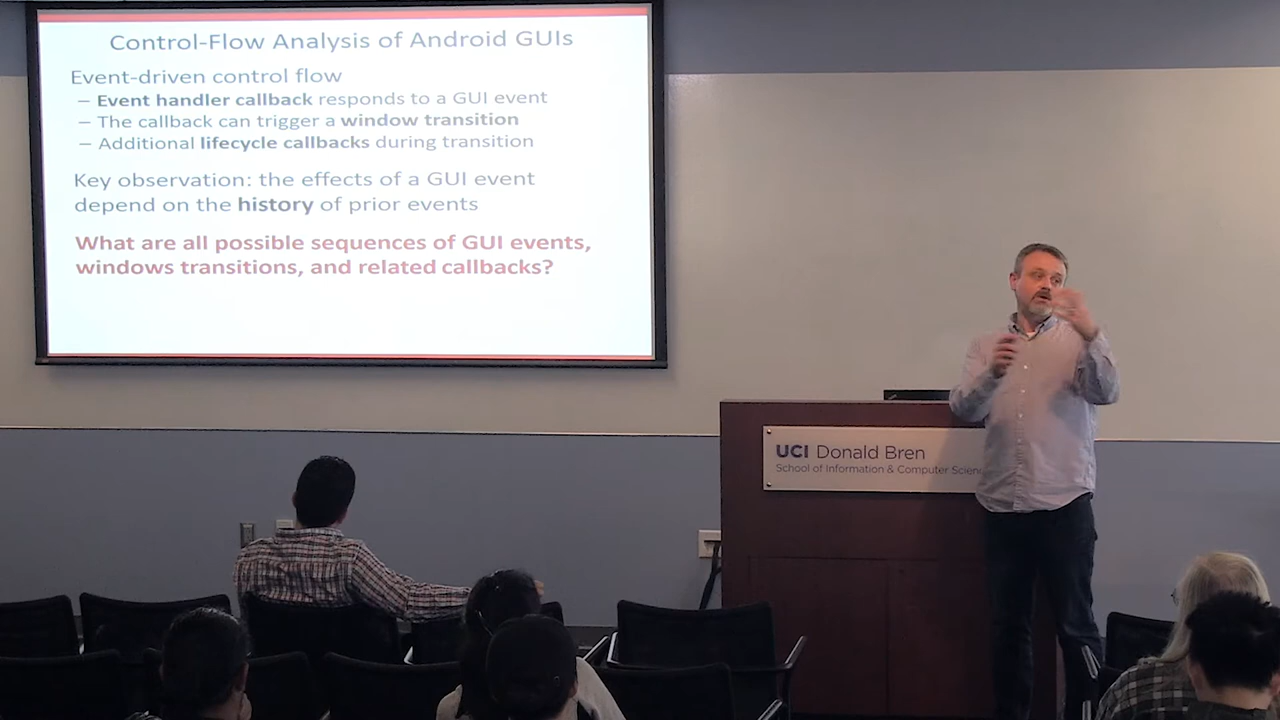 Control-Flow Analysis of Android GUIs
Event-driven control flow
– Event handler callback responds to a GUI event
– The callback can trigger a window transition
– Additional lifecycle callbacks during transition
Key observation: the effects of a GUI event
depend on the history of prior events
What are all possible sequences of GUI events,
windows transitions, and related callbacks?
UCI Donald Bren
School of Information & Computer Scien